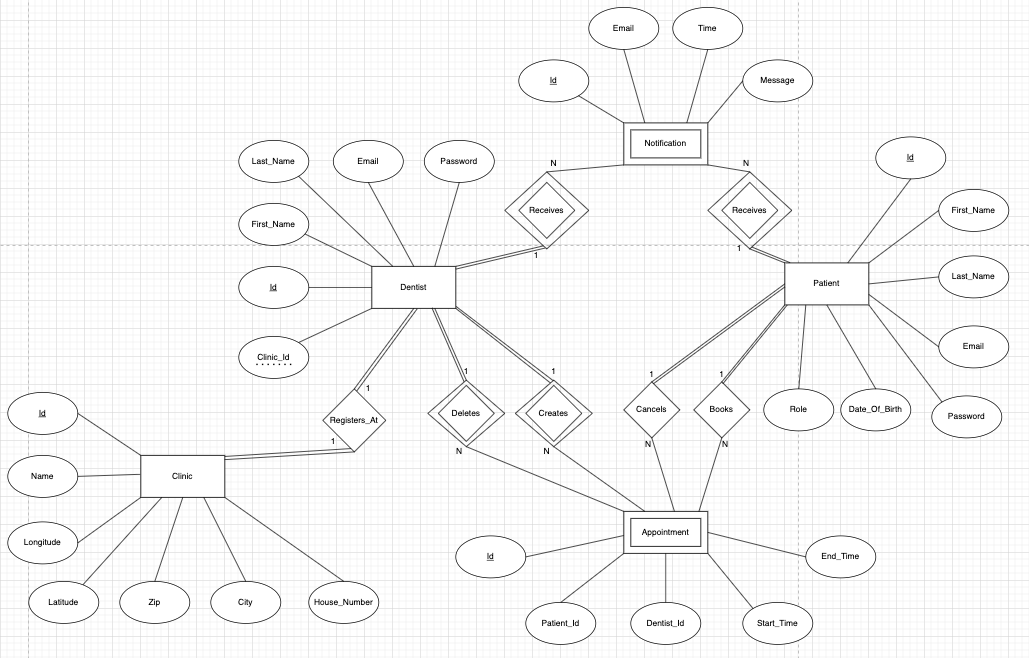 Email
Time
Id
Message
Notification
Id
Last_Name
Email
Password
N
N
First_Name
Receives
Receives
First_Name
1
1
Last_Name
Id
Dentist
Patient
Clinic_Id
Email
1
1
1
1
1
Id
Registers_At
Deletes
Creates
Cancels
Books
Role
Date_Of_Birth
Password
1
N
N
N
N
Name
Clinic
Longitude
Appointment
Id
End_Time
Latitude
Zip
City
House_Number
Patient_Id
Dentist_Id
Start_Time